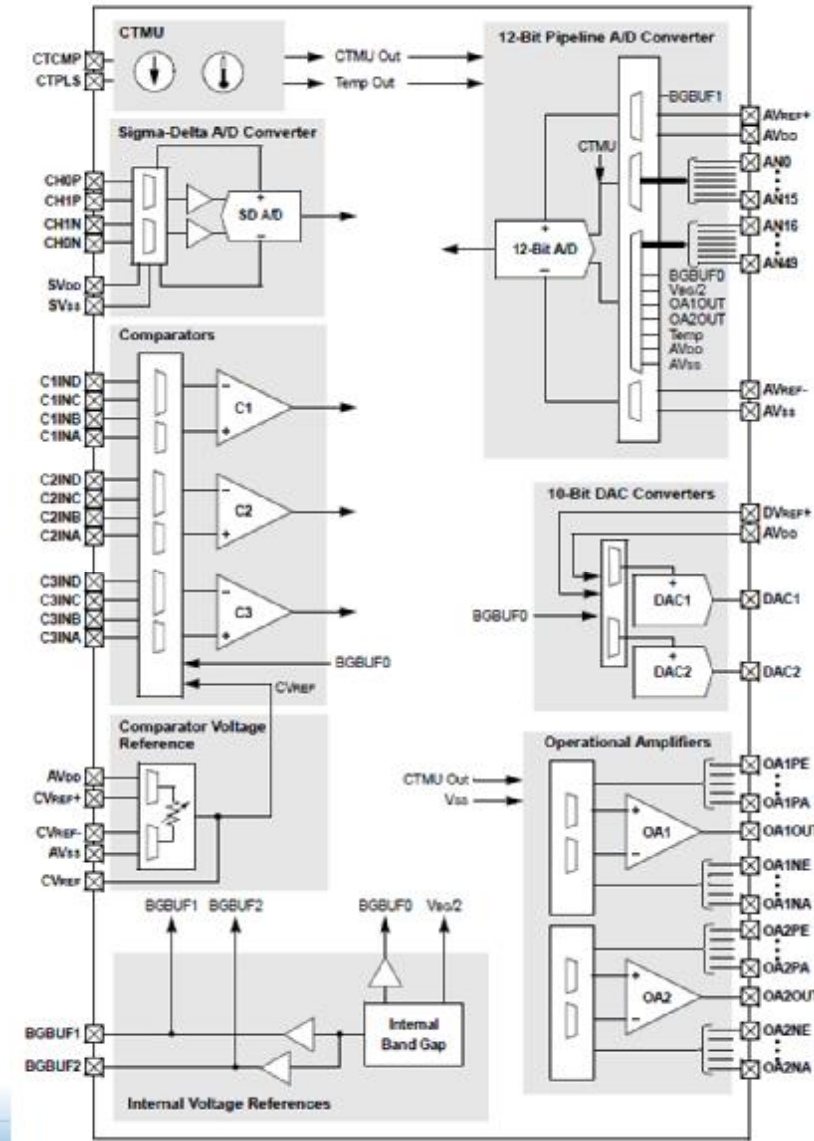 CTMU
CTCMP
CTPLS
CTMU Out
Temp Out
Sigma-Delta A/D Converter
CH0P
CH1P
CH1N
CH0N
SVDD
SVSS
SD A/D
+
−
Comparators
C1IND
C1INC
C1INB
C1INA
−
C1
+
C2IND
C2INC
C2INB
C2INA
−
C2
+
C3IND
C3INC
C3INB
C3INA
−
C3
+
BGBUF0
CVREF
Comparator Voltage
Reference
AVDD
CVREF+
CVREF-
AVSS
CVREF
BGBUF1 BGBUF2 BGBUF0 VBG/2
BGBUF1
BGBUF2
Internal
Band Gap
Internal Voltage References
12-Bit Pipeline A/D Converter
BGBUF1
AVREF+
AVDD
CTMU
AN0
AN15
AN16
AN49
+
12-Bit A/D
−
BGBUF0
VBG/2
OA1OUT
OA2OUT
Temp
AVDD
AVSS
AVREF-
AVSS
10-Bit DAC Converters
DVREF+
AVDD
BGBUF0
+
DAC1
DAC1
+
DAC2
DAC2
Operational Amplifiers
CTMU Out
VSS
OA1PE
OA1PA
+
OA1
−
OA1OUT
OA1NE
OA1NA
OA2PE
OA2PA
+
OA2
−
OA2OUT
OA2NE
OA2NA